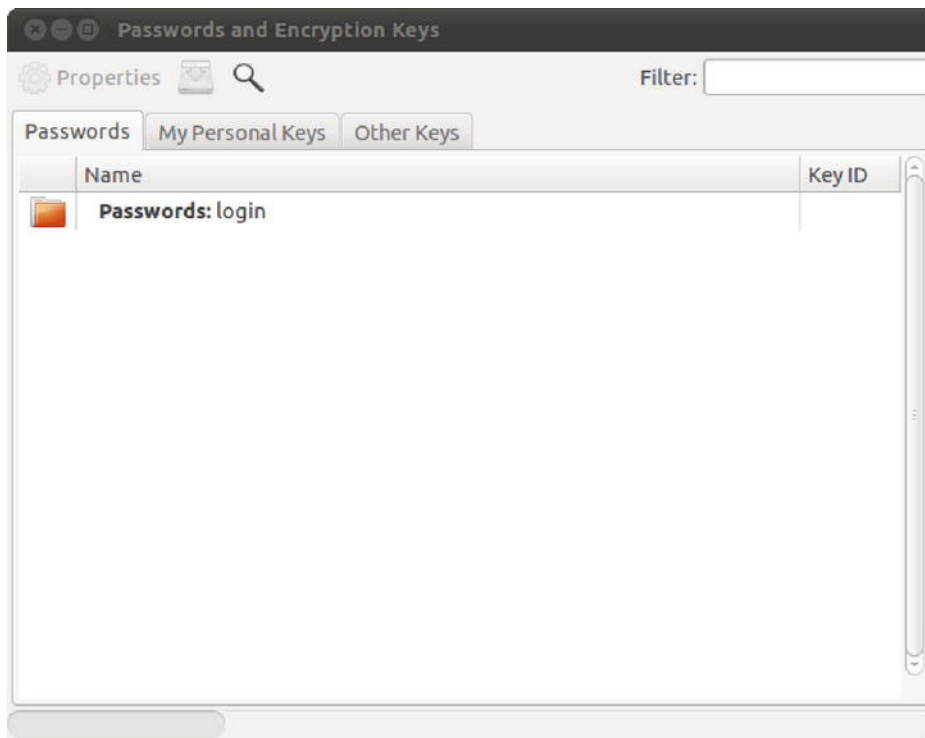 Passwords and Encryption Keys
Properties Filter:
Passwords My Personal Keys Other Keys
Name Key ID
Passwords: login